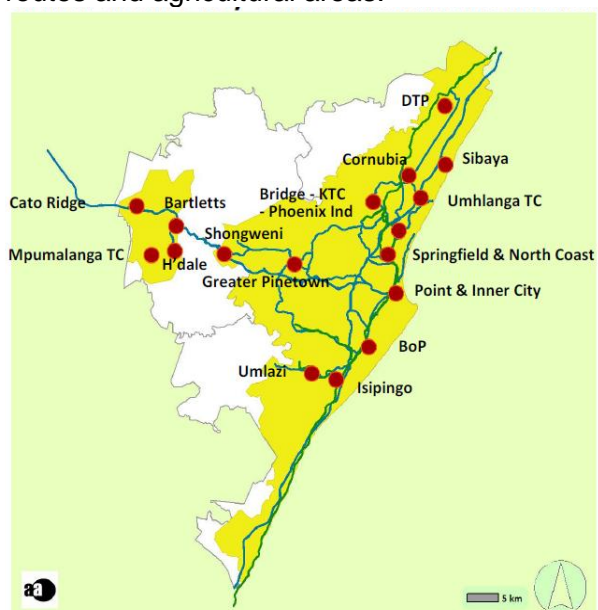 routes and agricultural areas.
DTP
Cornubia
Sibaya
Bridge - KTC
- Phoenix Ind
Umhlanga TC
Cato Ridge
Bartletts
Shongweni
Mpumalanga TC
H'dale
Springfield & North Coast
Greater Pinetown
Point & Inner City
BoP
Umlazi
Isipingo
aa
5 km